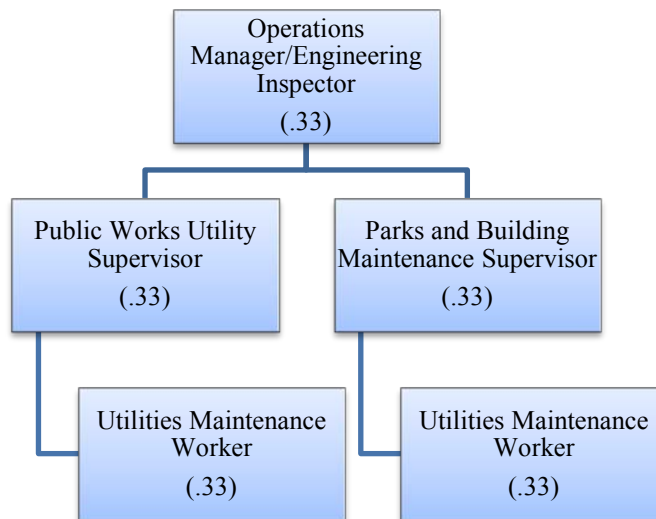 Operations
Manager/Engineering
Inspector
(.33)
Public Works Utility
Supervisor
(.33)
Parks and Building
Maintenance Supervisor
(.33)
Utilities Maintenance
Worker
(.33)
Utilities Maintenance
Worker
(.33)